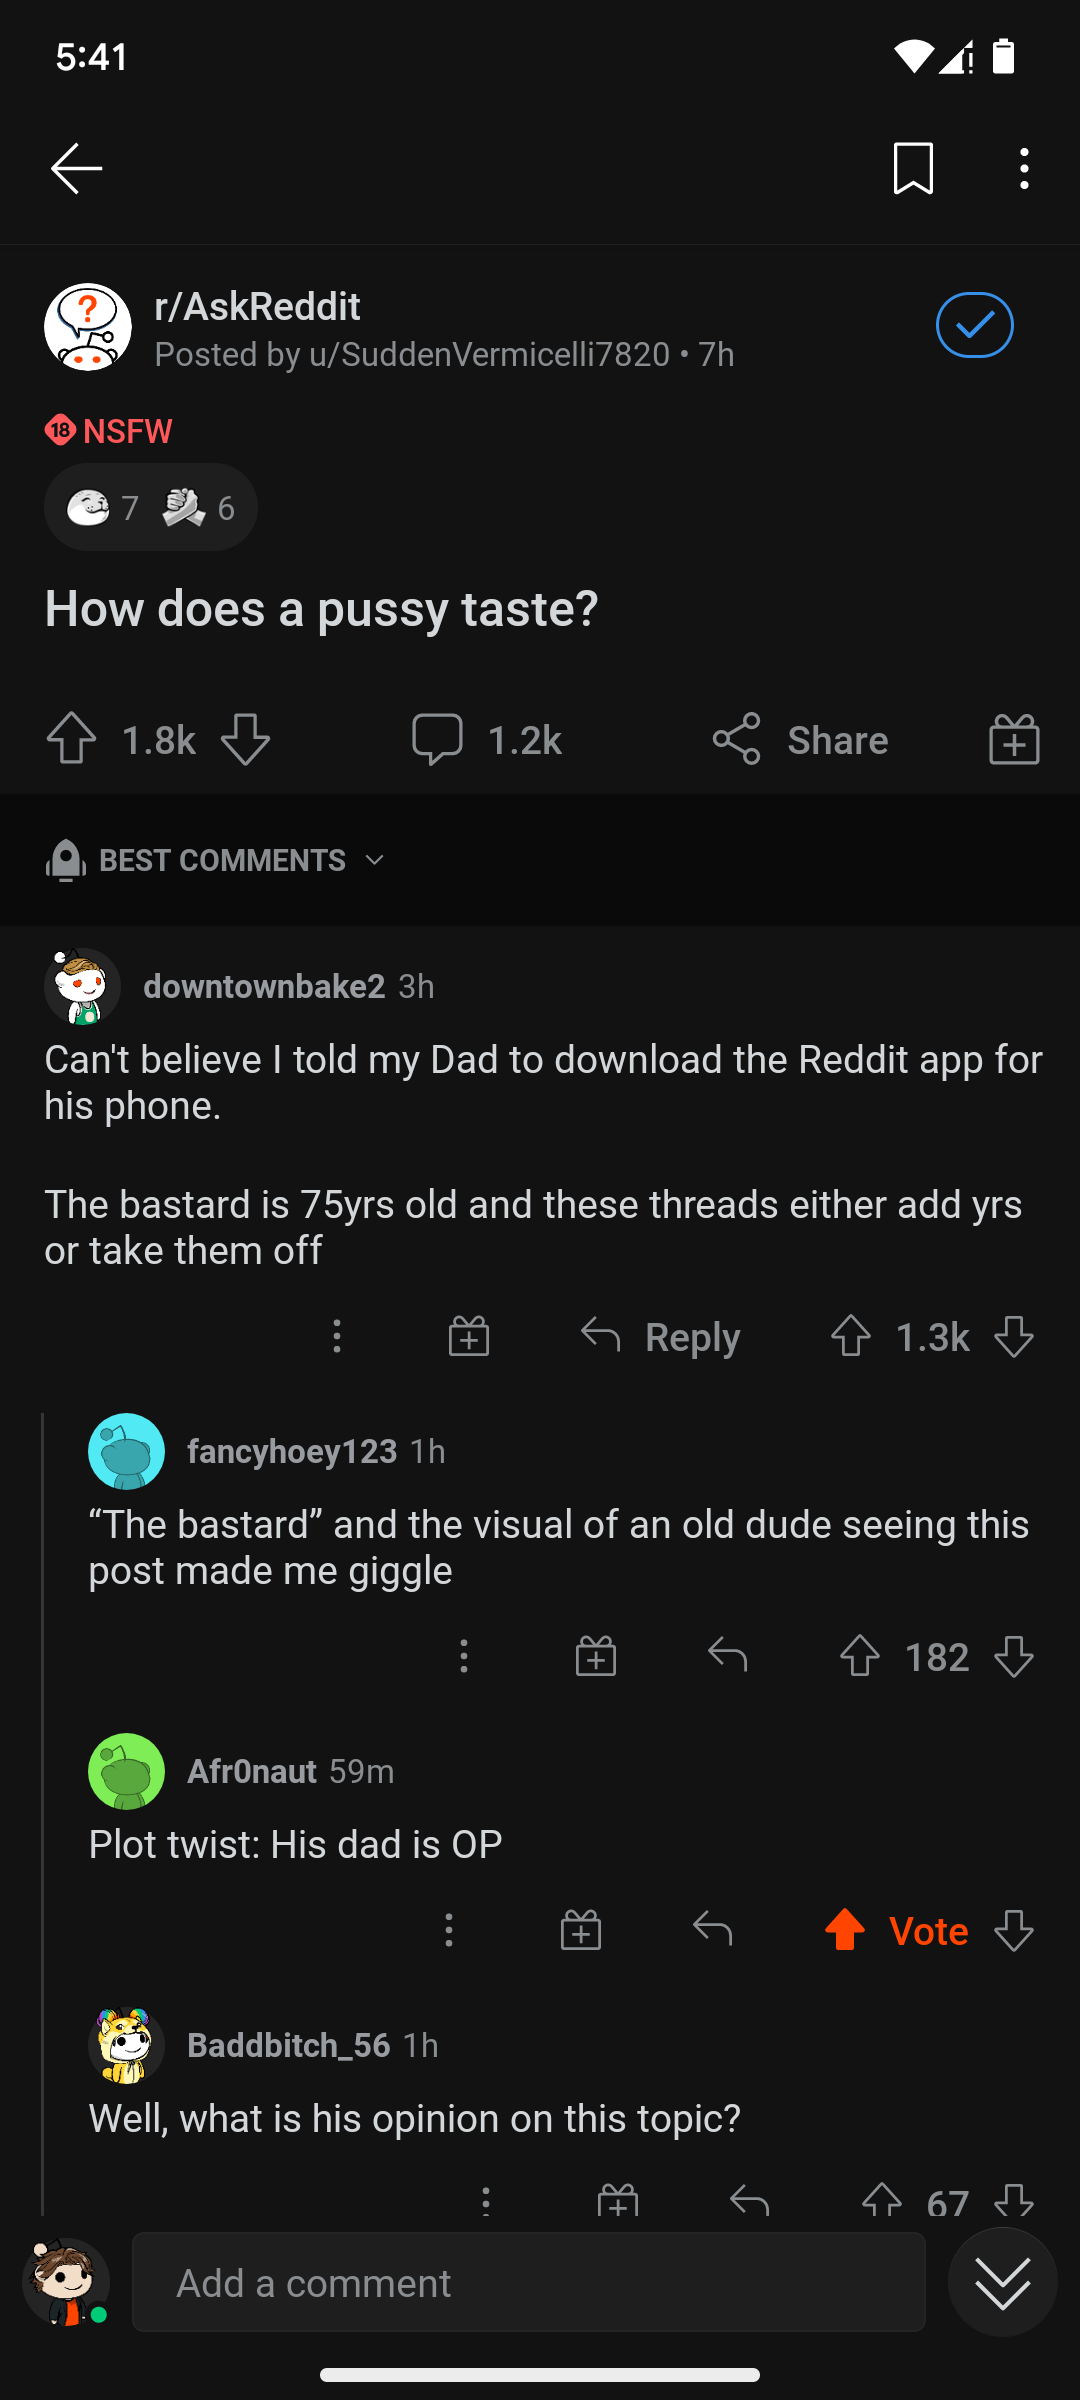 5:41
r/AskReddit
Posted by u/SuddenVermicelli7820 • 7h
18 NSFW
7 6
How does a pussy taste?
1.8k 1.2k Share
BEST COMMENTS
downtownbake2 3h
Can't believe I told my Dad to download the Reddit app for
his phone.
The bastard is 75yrs old and these threads either add yrs
or take them off
Reply 1.3k
fancyhoey123 1h
“The bastard” and the visual of an old dude seeing this
post made me giggle
182
Afr0naut 59m
Plot twist: His dad is OP
Vote
Baddbitch_56 1h
Well, what is his opinion on this topic?
67
Add a comment